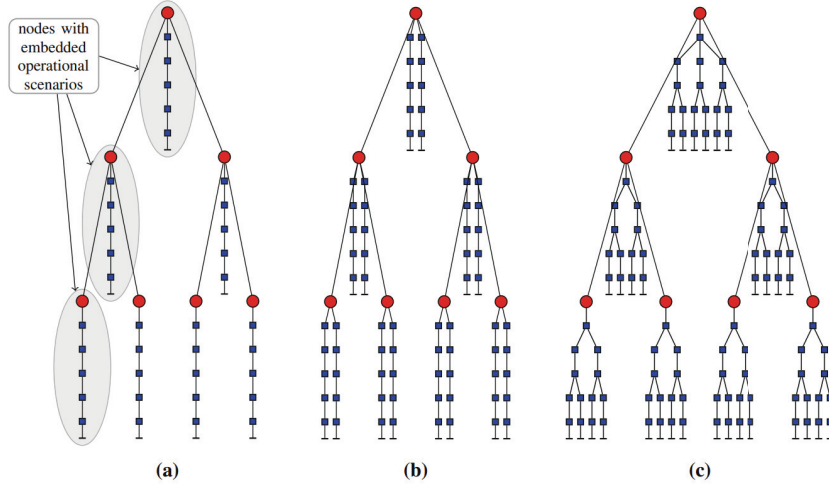 nodes with
embedded
operational
scenarios
(a)
(b)
(c)